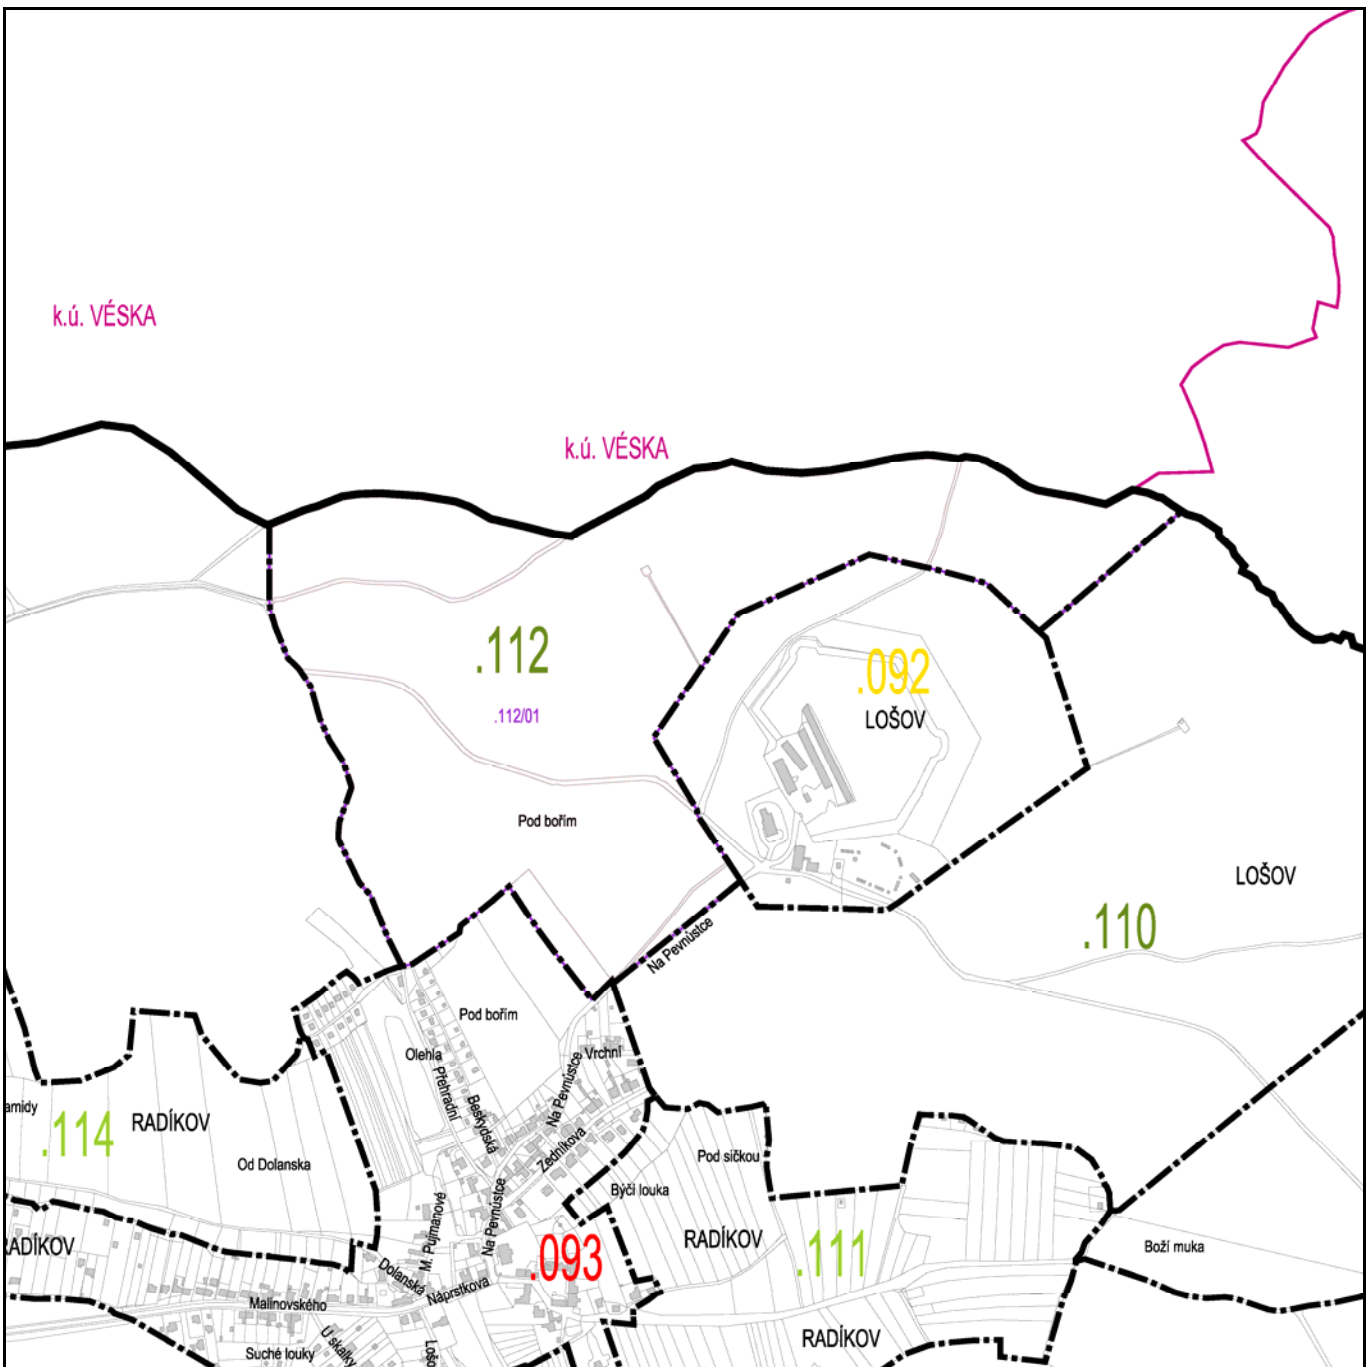 k.ú. VÉSKA
k.ú. VÉSKA
.112
.112/01
.092
LOŠOV
Pod bořím
LOŠOV
.110
Na Pevnůstce
Pod bořím
Olehla
Vrchní
Přehradní
Na Pevnůstce
Beskydská
amidy
.114
RADÍKOV
Zedníkova
Pod sičkou
Od Dolanska
Býčí louka
M. Pujmanové
Na Pevnůstce
RADÍKOV
RADÍKOV
.093
.111
Boží muka
Dolanská
Náprstkova
Malinovského
U skalky
Suché louky
Lošo
RADÍKOV